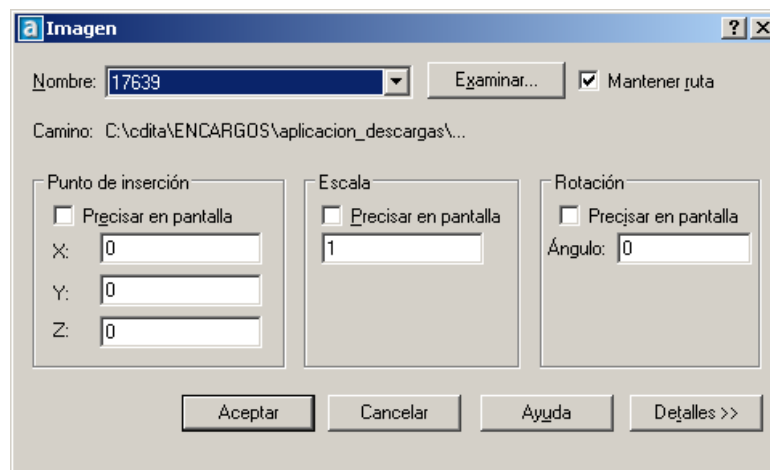 a Imagen ? X
Nombre: 17639 Examinar... Mantener ruta
Camino: C:\cdita\ENCARGOS\aplicacion_descargas\...
Punto de inserción Escala Rotación
Precisar en pantalla Precisar en pantalla Precisar en pantalla
X: 0 1 Ángulo: 0
Y: 0
Z: 0
Aceptar Cancelar Ayuda Detalles >>